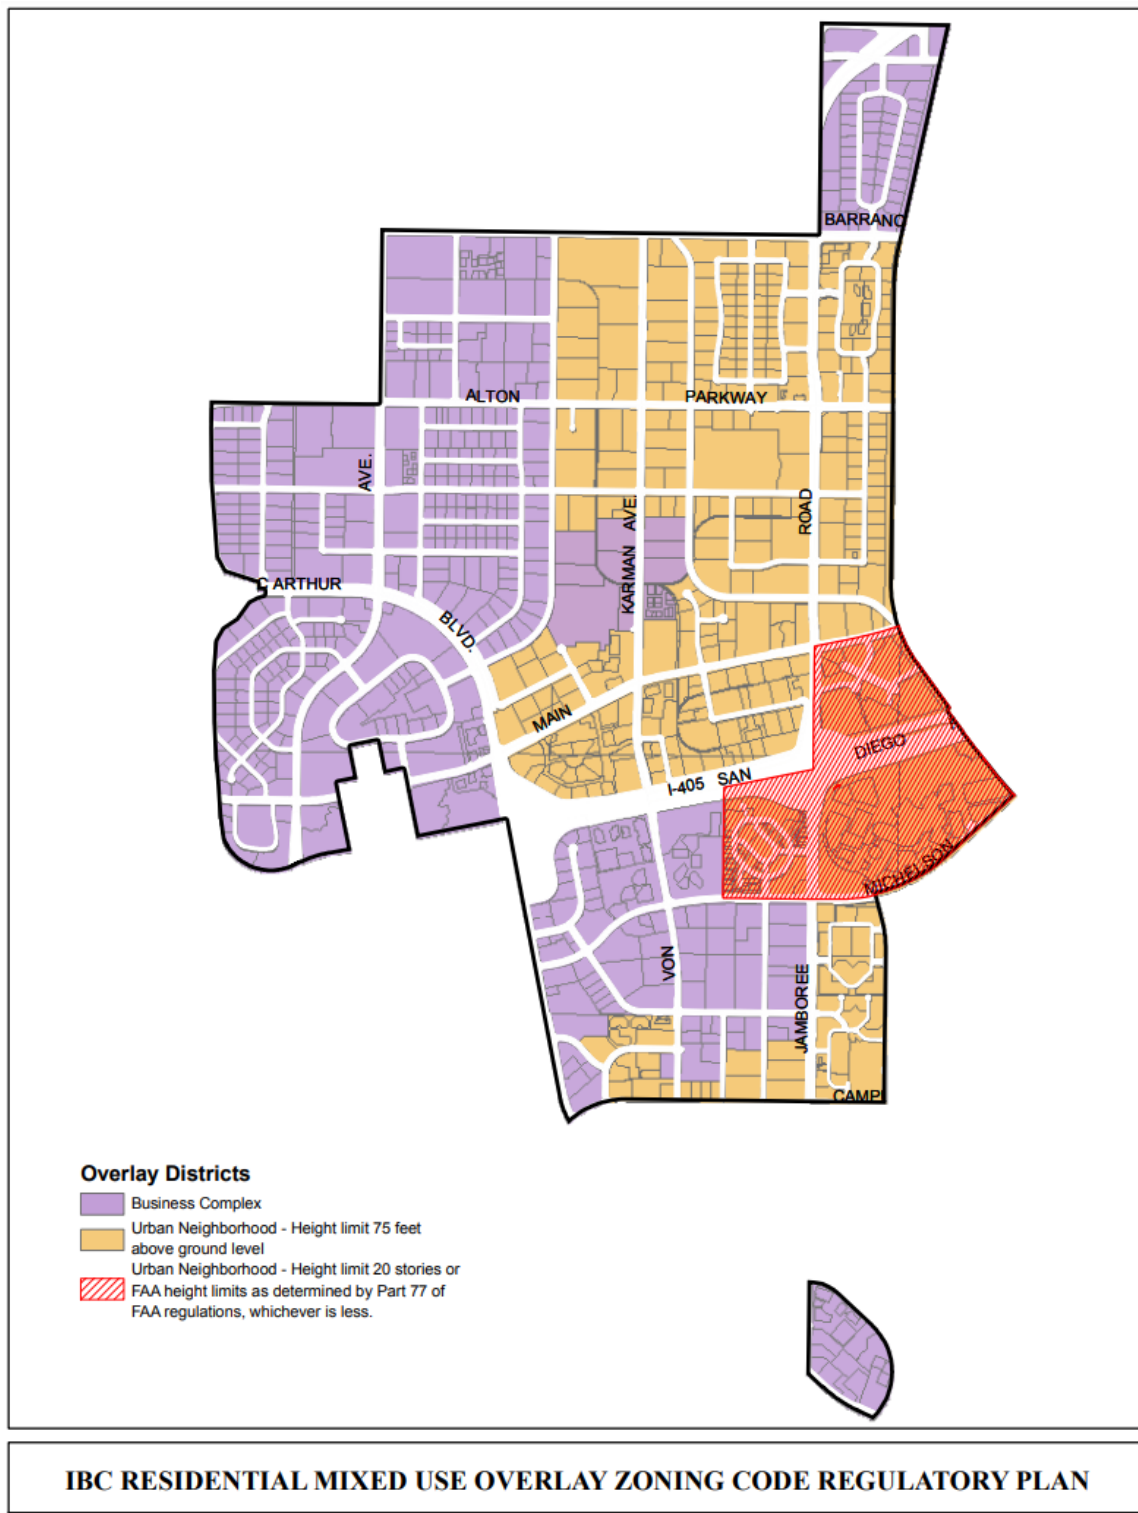 BARRANC
ALTON
PARKWAY
AVE.
KARMAN AVE.
ROAD
C ARTHUR
BLVD.
MAIN
DIEGO
I-405 SAN
MICHELSON
VON
JAMBOREE
CAMP
Overlay Districts
Business Complex
Urban Neighborhood - Height limit 75 feet
above ground level
Urban Neighborhood - Height limit 20 stories or
FAA height limits as determined by Part 77 of
FAA regulations, whichever is less.
IBC RESIDENTIAL MIXED USE OVERLAY ZONING CODE REGULATORY PLAN